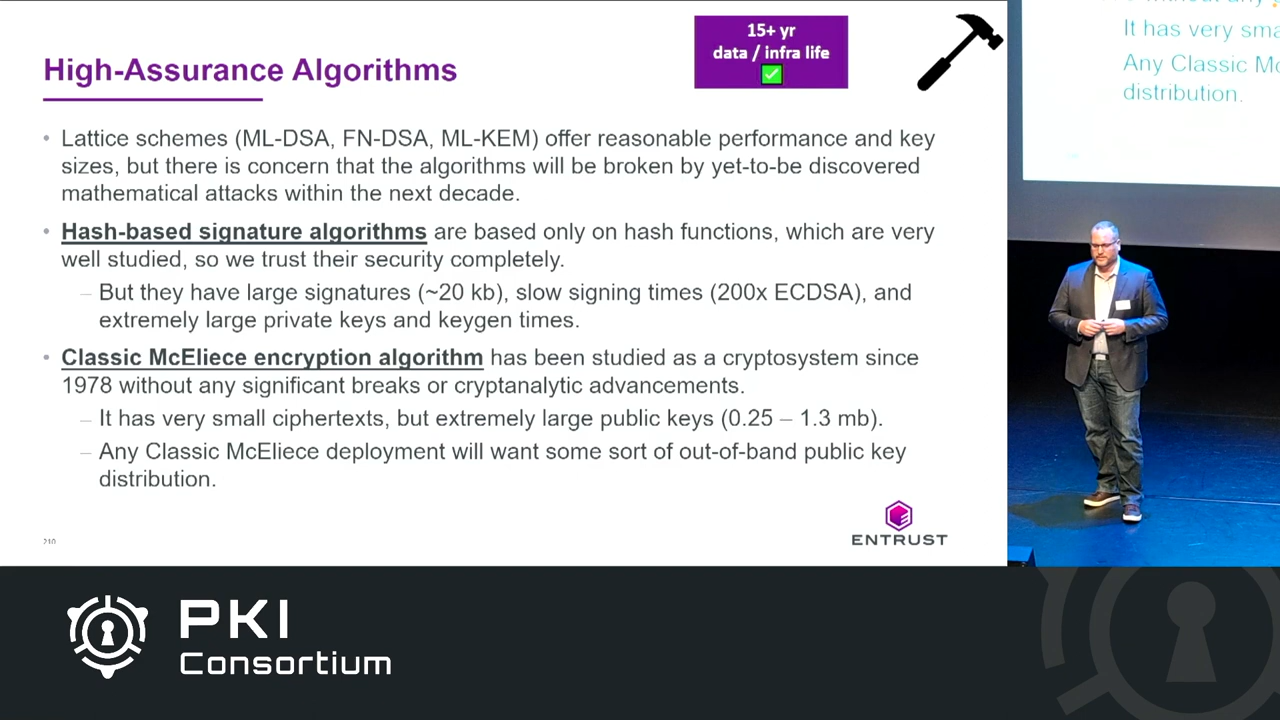 15+ yr
data / infra life
High-Assurance Algorithms
• Lattice schemes (ML-DSA, FN-DSA, ML-KEM) offer reasonable performance and key
sizes, but there is concern that the algorithms will be broken by yet-to-be discovered
mathematical attacks within the next decade.
• Hash-based signature algorithms are based only on hash functions, which are very
well studied, so we trust their security completely.
– But they have large signatures (~20 kb), slow signing times (200x ECDSA), and
extremely large private keys and keygen times.
• Classic McEliece encryption algorithm has been studied as a cryptosystem since
1978 without any significant breaks or cryptanalytic advancements.
– It has very small ciphertexts, but extremely large public keys (0.25 – 1.3 mb).
– Any Classic McEliece deployment will want some sort of out-of-band public key
distribution.
210
ENTRUST
without any
It has very sma
Any Classic Mc
distribution.
PKI
Consortium